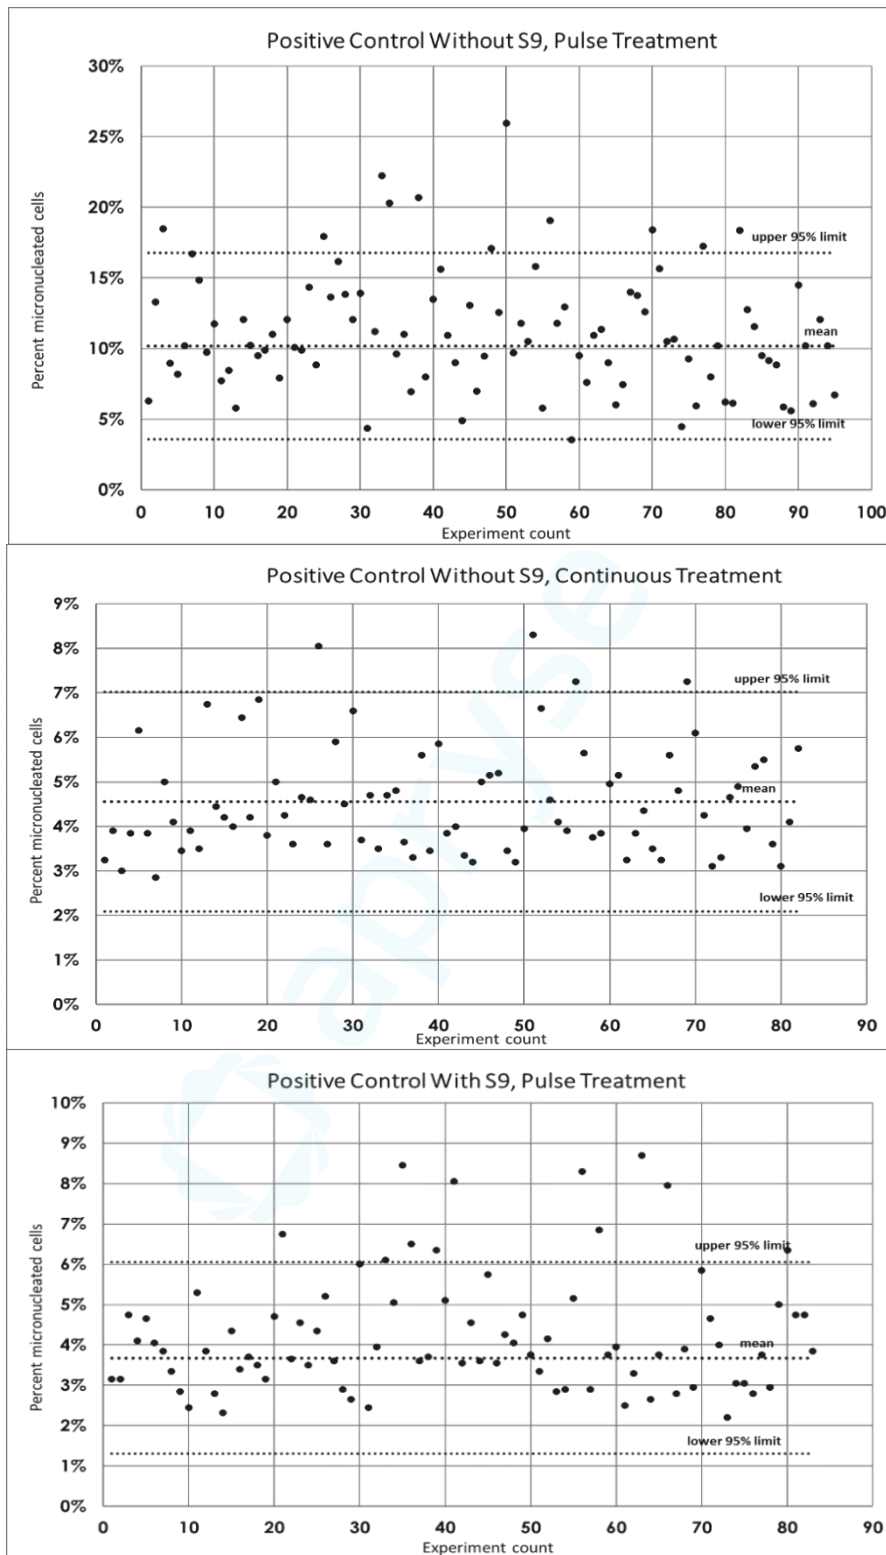 Positive Control Without S9, Pulse Treatment
30%
25%
upper 95% limit
20%
15%
mean
10%
lower 95% limit
5%
0%
0 10 20 30 40 50 60 70 80 90 100
Percent micronucleated cells
Experiment count
Positive Control Without S9, Continuous Treatment
9%
8%
upper 95% limit
7%
6%
5%
mean
4%
3%
lower 95% limit
2%
1%
0%
0 10 20 30 40 50 60 70 80 90
Percent micronucleated cells
Experiment count
Positive Control With S9, Pulse Treatment
10%
9%
8%
7%
upper 95% limit
6%
5%
4%
mean
3%
2%
lower 95% limit
1%
0%
0 10 20 30 40 50 60 70 80 90
Percent micronucleated cells
Experiment count
apryse